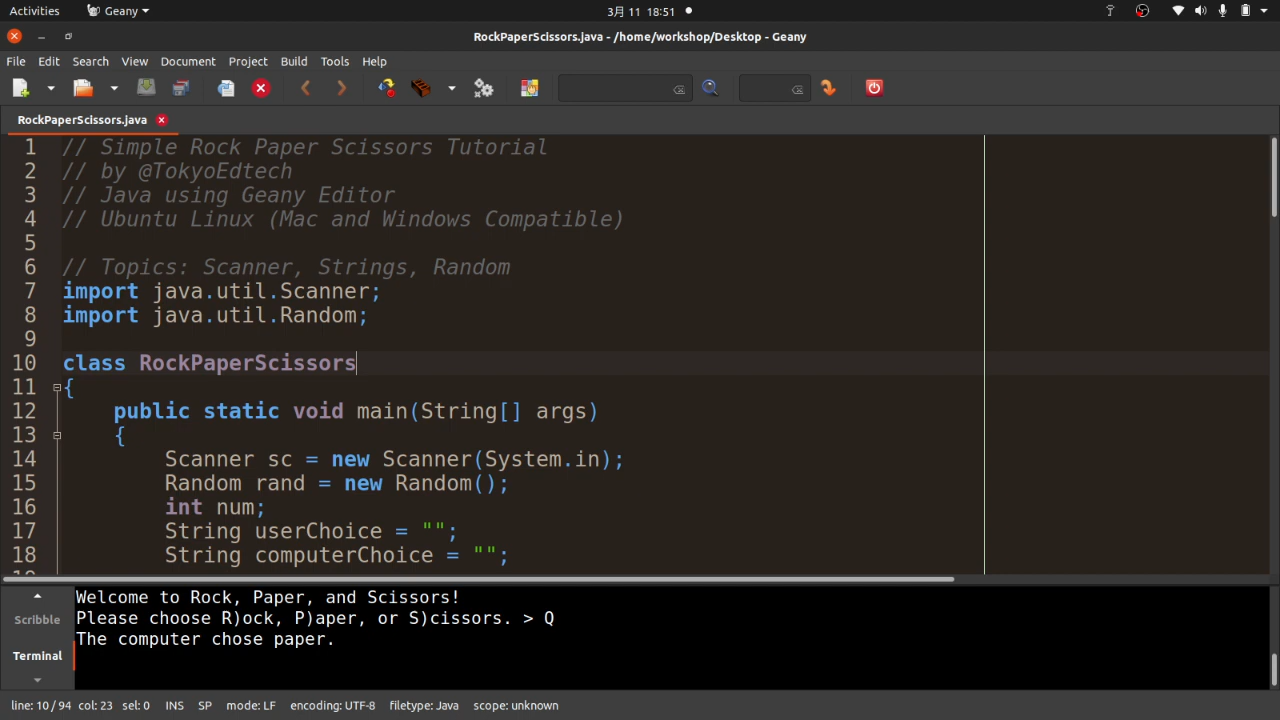 Activities
Geany
3月 11 18:51
RockPaperScissors.java - /home/workshop/Desktop - Geany
File Edit Search View Document Project Build Tools Help
RockPaperScissors.java
1 // Simple Rock Paper Scissors Tutorial
2 // by @TokyoEdtech
3 // Java using Geany Editor
4 // Ubuntu Linux (Mac and Windows Compatible)
5
6 // Topics: Scanner, Strings, Random
7 import java.util.Scanner;
8 import java.util.Random;
9
10 class RockPaperScissors
11 {
12 public static void main(String[] args)
13 {
14 Scanner sc = new Scanner(System.in);
15 Random rand = new Random();
16 int num;
17 String userChoice = "";
18 String computerChoice = "";
Scribble
Terminal
Welcome to Rock, Paper, and Scissors!
Please choose R)ock, P)aper, or S)cissors. > Q
The computer chose paper.
line: 10 / 94 col: 23 sel: 0 INS SP mode: LF encoding: UTF-8 filetype: Java scope: unknown